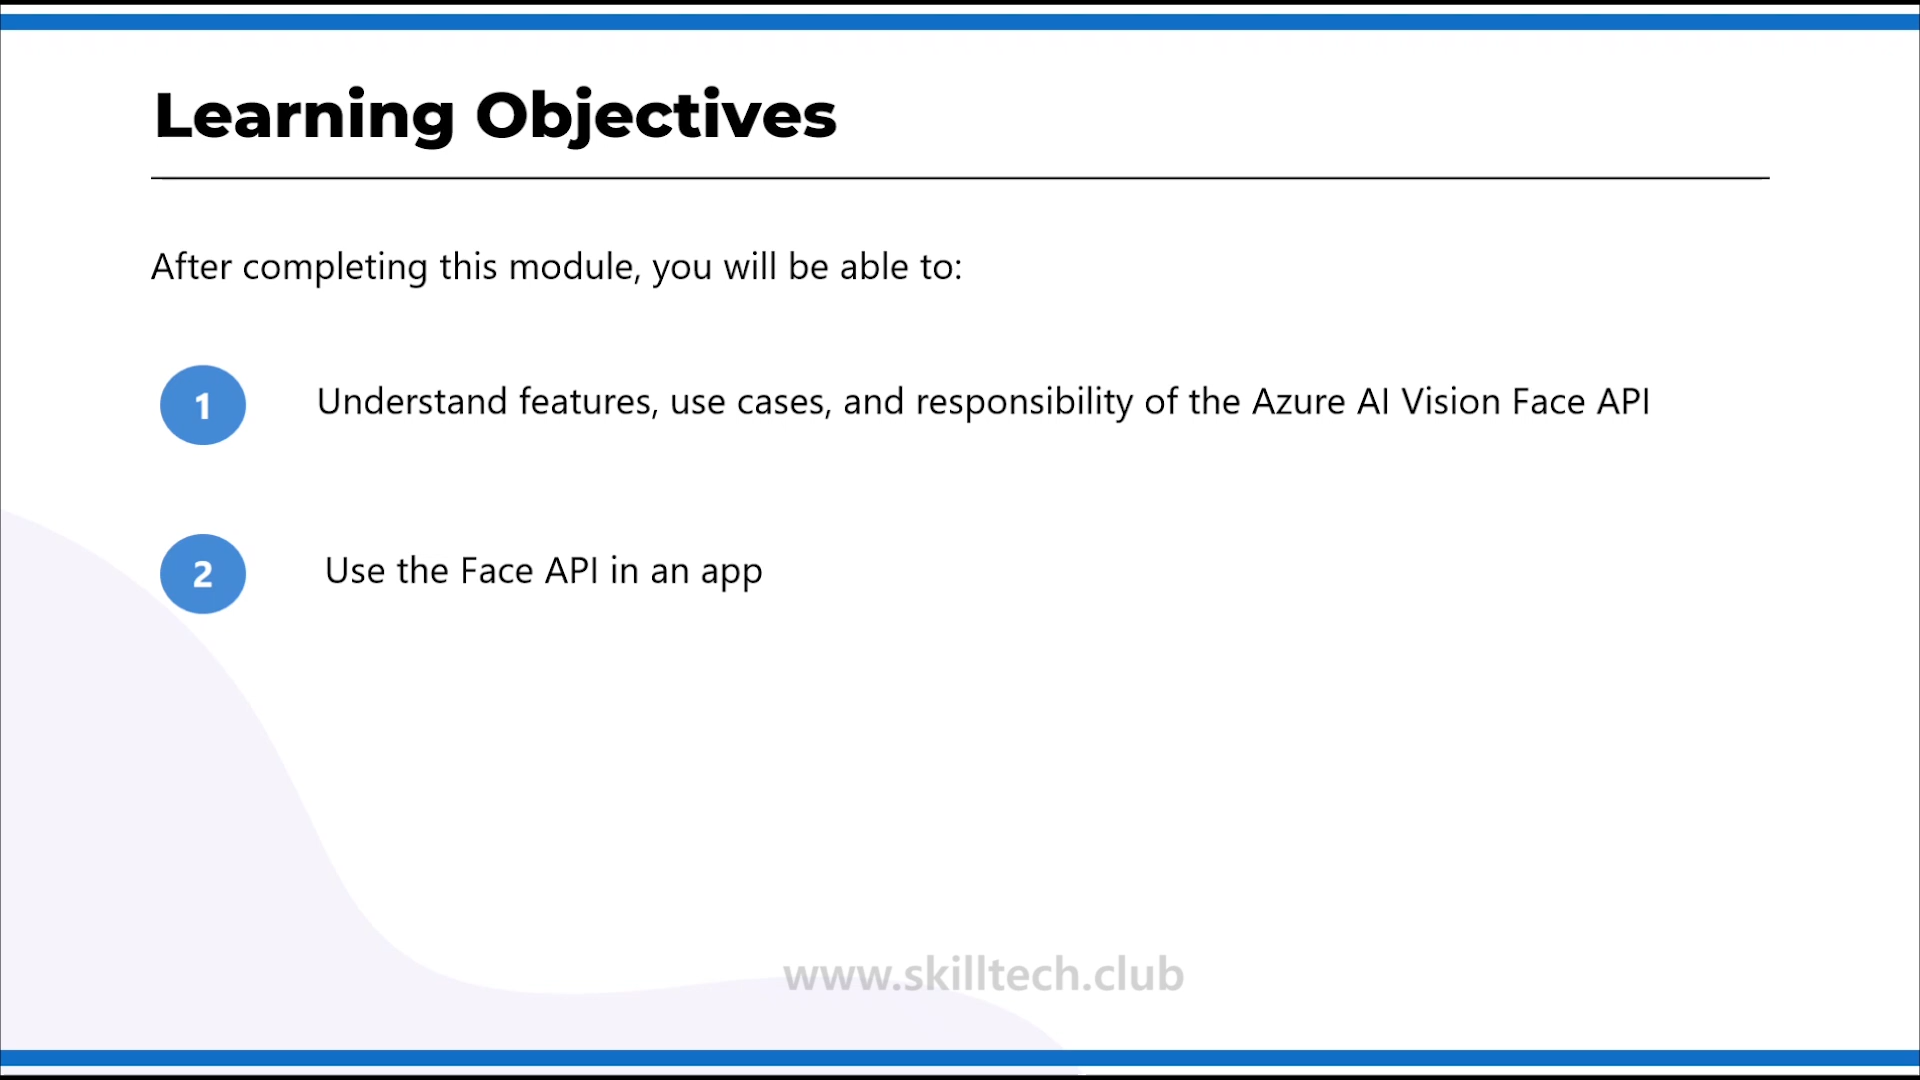 Learning Objectives
After completing this module, you will be able to:
1
Understand features, use cases, and responsibility of the Azure AI Vision Face API
2
Use the Face API in an app
www.skilltech.club